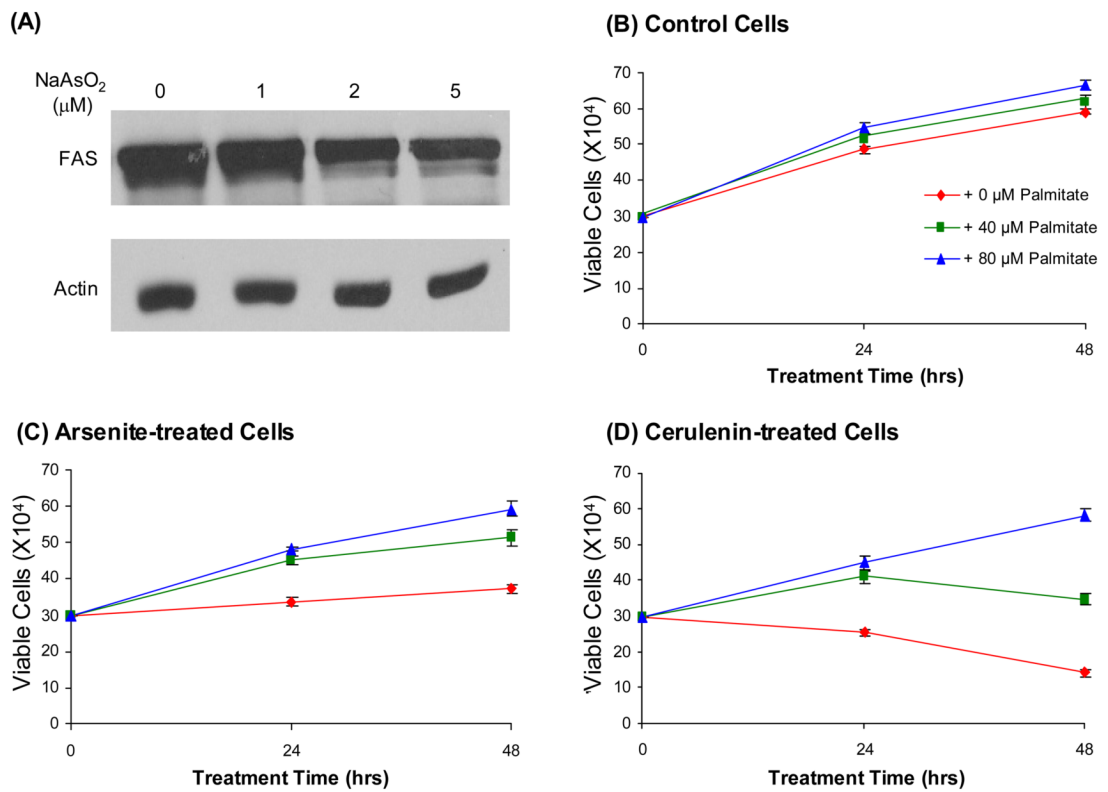 (A)
NaAsO₂
(µM)
0 1 2 5
FAS
Actin
(B) Control Cells
Viable Cells (X10⁴)
70
60
50
40
30
20
10
0
+ 0 µM Palmitate
+ 40 µM Palmitate
+ 80 µM Palmitate
0 24 48
Treatment Time (hrs)
(C) Arsenite-treated Cells
Viable Cells (X10⁴)
70
60
50
40
30
20
10
0
0 24 48
Treatment Time (hrs)
(D) Cerulenin-treated Cells
Viable Cells (X10⁴)
70
60
50
40
30
20
10
0
0 24 48
Treatment Time (hrs)